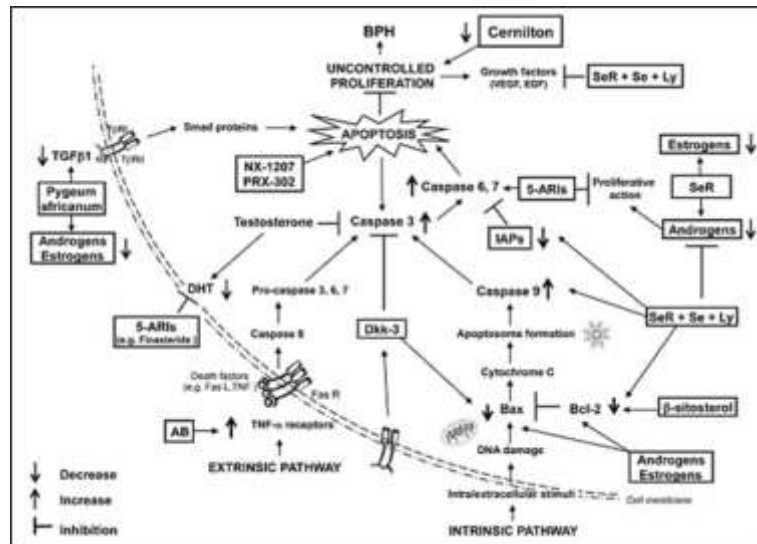 BPH
Cernilton
UNCONTROLLED
PROLIFERATION
Growth factors
(VEGF, EGF)
SeR + Se + Ly
TβRI
TβRII
Smad proteins
APOPTOSIS
TGFβ1
NX-1207
PRX-302
Estrogens
Pygeum
africanum
Caspase 6, 7
5-ARIs
Proliferative
action
SeR
Testosterone
Caspase 3
Androgens
Androgens
Estrogens
IAPs
DHT
Pro-caspase 3, 6, 7
Caspase 9
5-ARIs
(e.g. Finasteride)
Dkk-3
SeR + Se + Ly
Caspase 8
Apoptosome formation
Death factors
(e.g. Fas L, TNF
Fas R
Cytochrome C
Bax
Bcl-2
β-sitosterol
AB
TNF-α receptors
DNA damage
EXTRINSIC PATHWAY
Androgens
Estrogens
Decrease
Increase
Inhibition
Intra/extracellular stimuli
Cell membrane
INTRINSIC PATHWAY